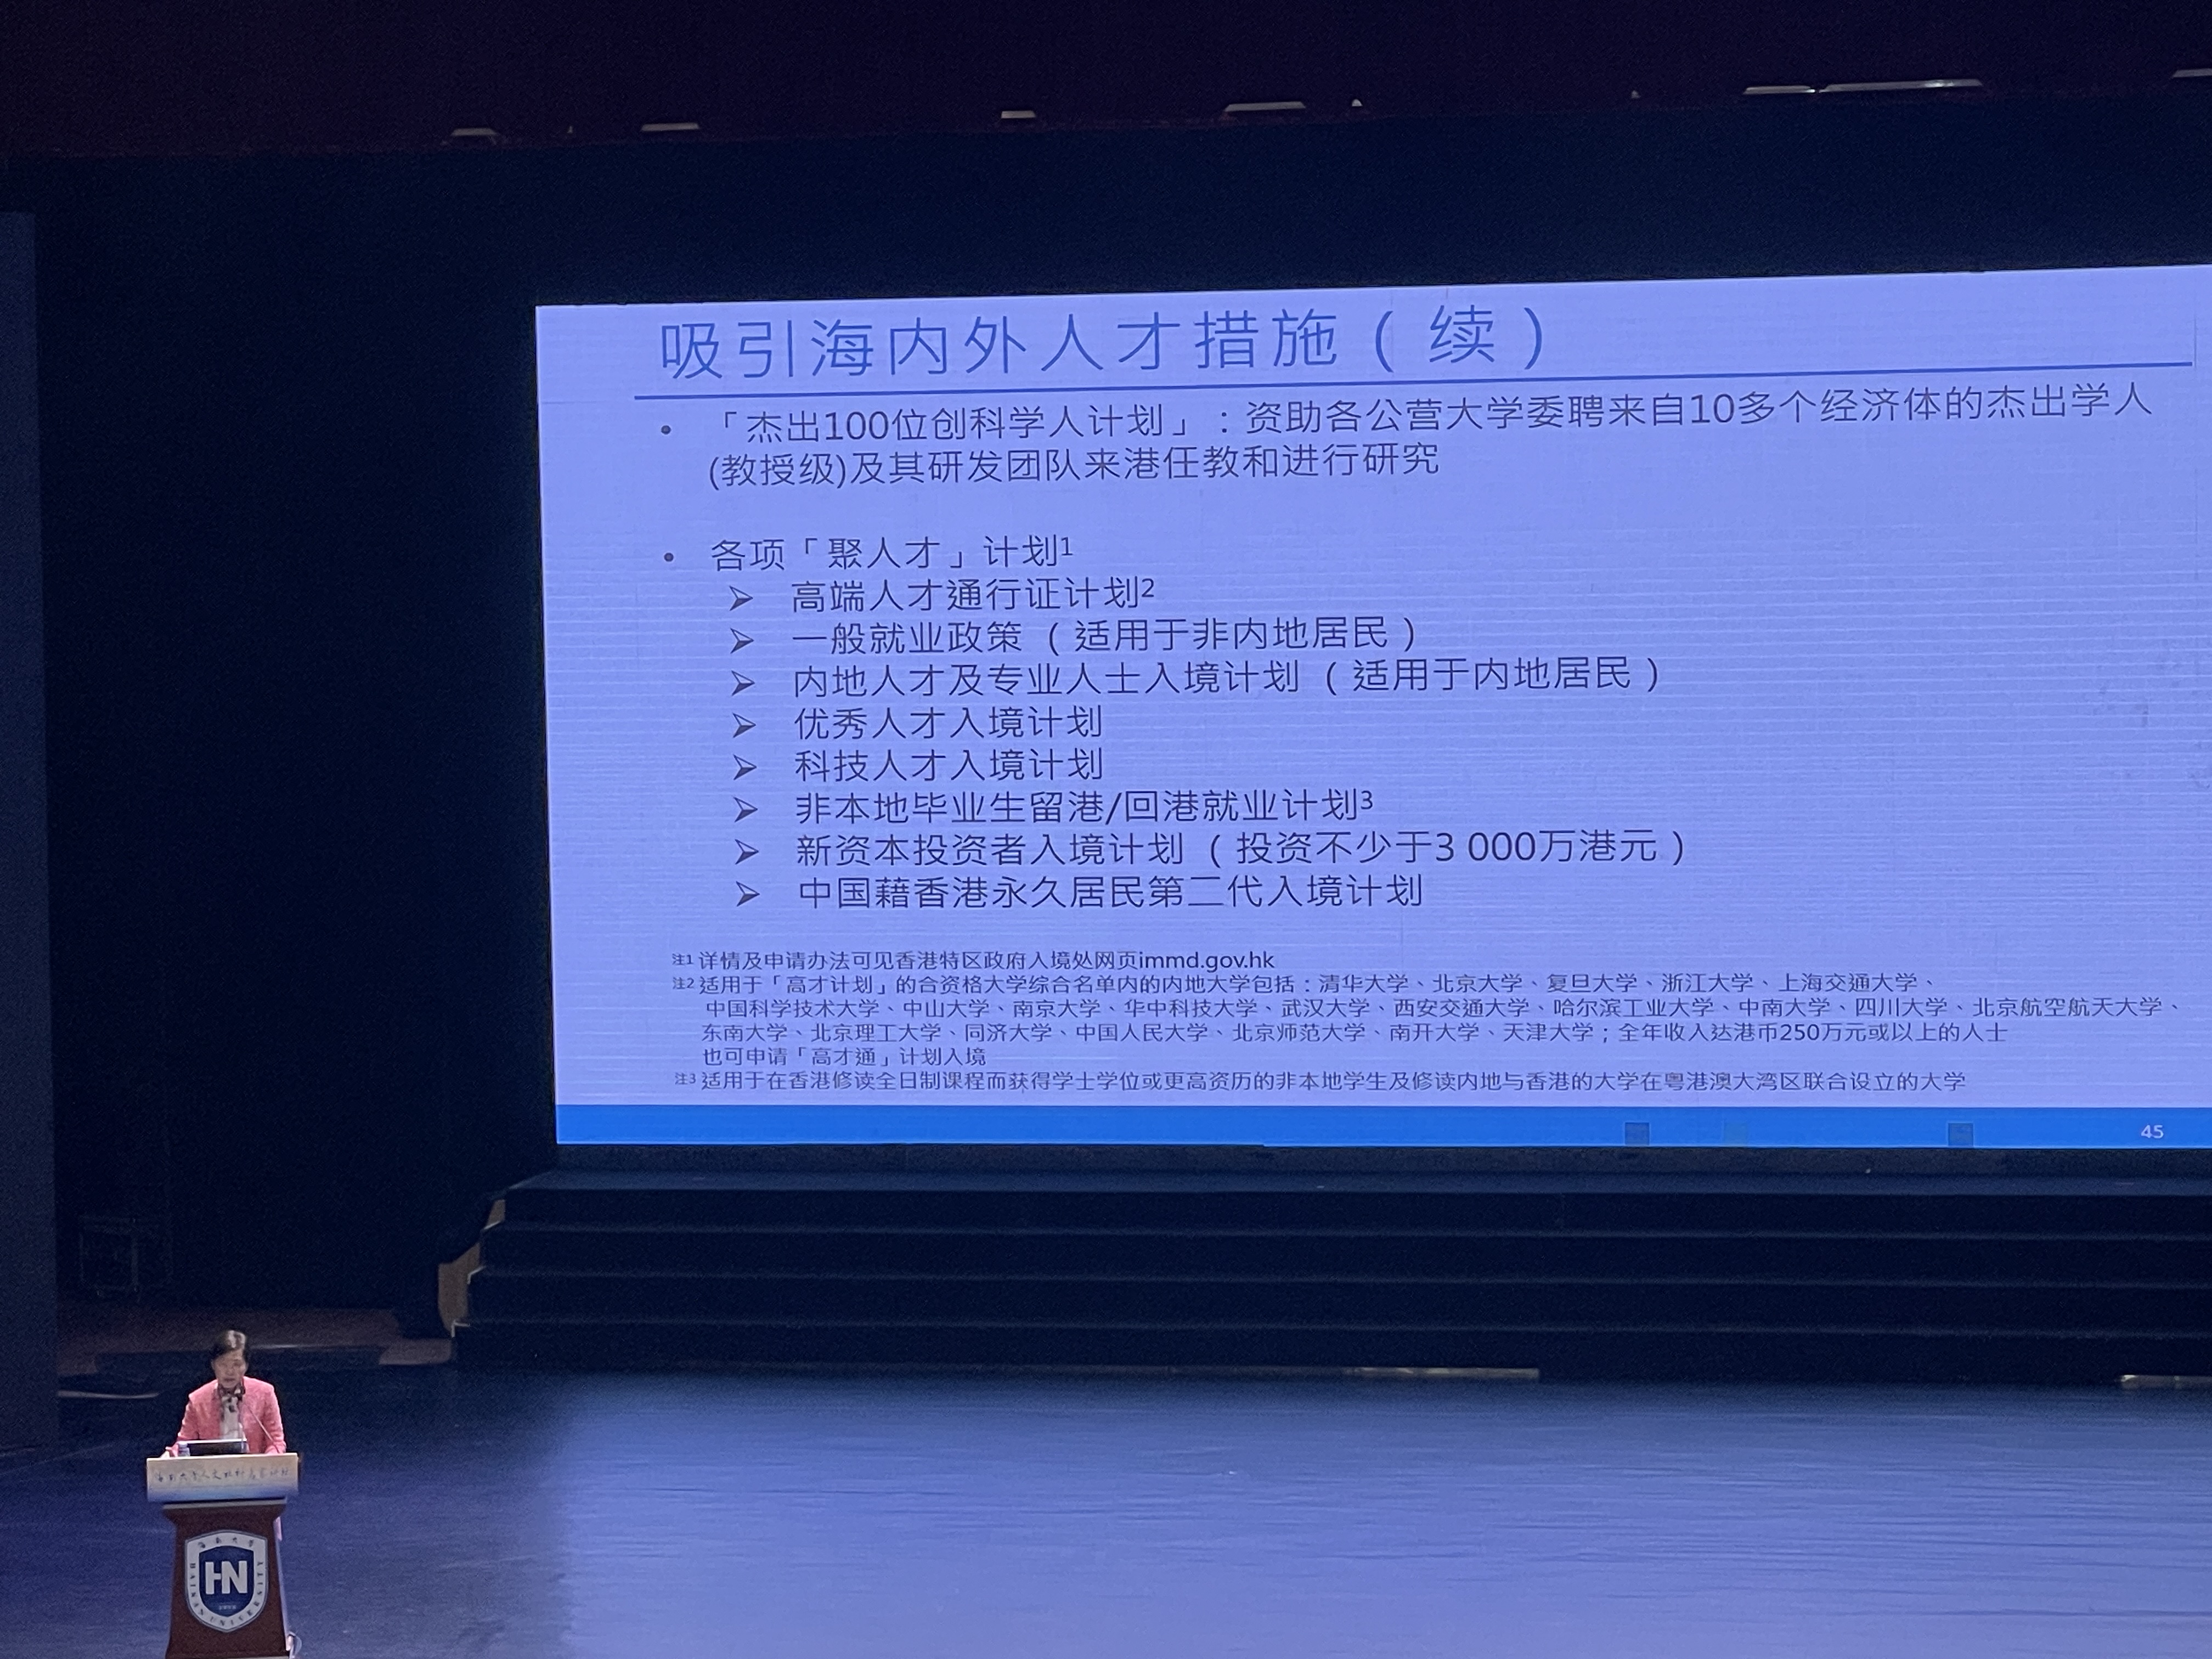 吸引海内外人才措施（续）
• 「杰出100位创科学人计划」：资助各公营大学委聘来自10多个经济体的杰出学人
(教授级)及其研发团队来港任教和进行研究
• 各项「聚人才」计划1
➢ 高端人才通行证计划2
➢ 一般就业政策（适用于非内地居民）
➢ 内地人才及专业人士入境计划（适用于内地居民）
➢ 优秀人才入境计划
➢ 科技人才入境计划
➢ 非本地毕业生留港/回港就业计划3
➢ 新资本投资者入境计划（投资不少于3 000万港元）
➢ 中国藉香港永久居民第二代入境计划
注1 详情及申请办法可见香港特区政府入境处网页immd.gov.hk
注2 适用于「高才计划」的合资格大学综合名单内的内地大学包括：清华大学、北京大学、复旦大学、浙江大学、上海交通大学、
中国科学技术大学、中山大学、南京大学、华中科技大学、武汉大学、西安交通大学、哈尔滨工业大学、中南大学、四川大学、北京航空航天大学、
东南大学、北京理工大学、同济大学、中国人民大学、北京师范大学、南开大学、天津大学；全年收入达港币250万元或以上的人士
也可申请「高才通」计划入境
注3 适用于在香港修读全日制课程而获得学士学位或更高资历的非本地学生及修读内地与香港的大学在粤港澳大湾区联合设立的大学
45
海南大学
HN
HAINAN UNIVERSITY